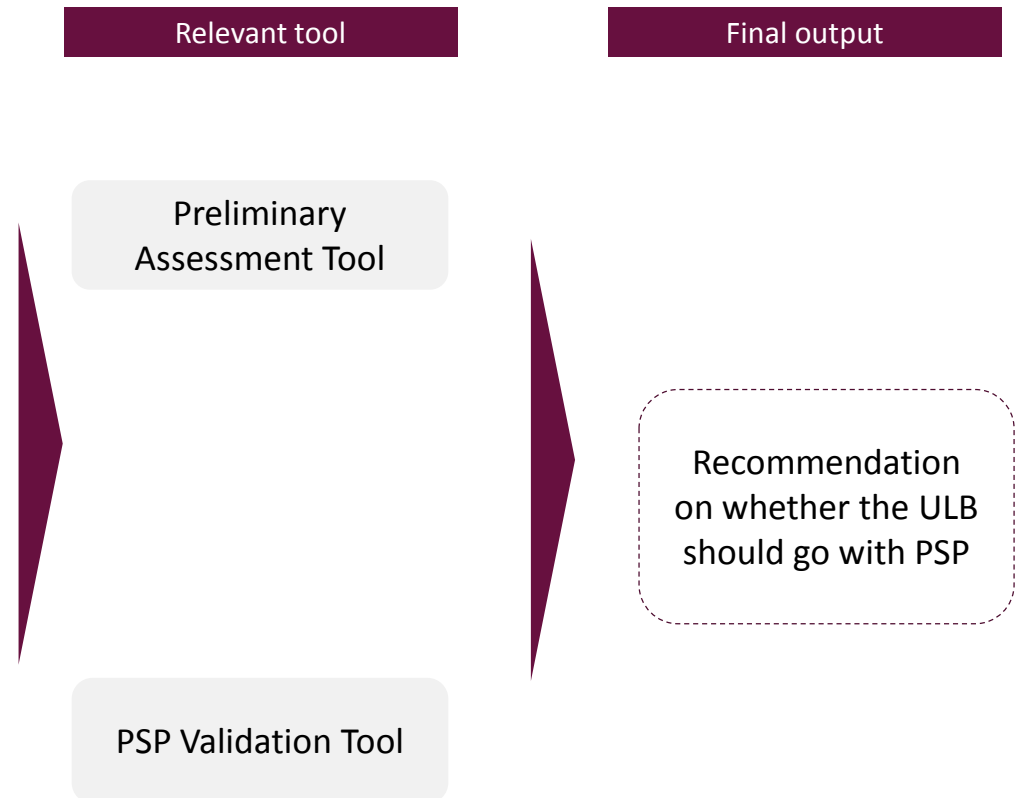 Relevant tool
Final output
Preliminary
Assessment Tool
Recommendation
on whether the ULB
should go with PSP
PSP Validation Tool